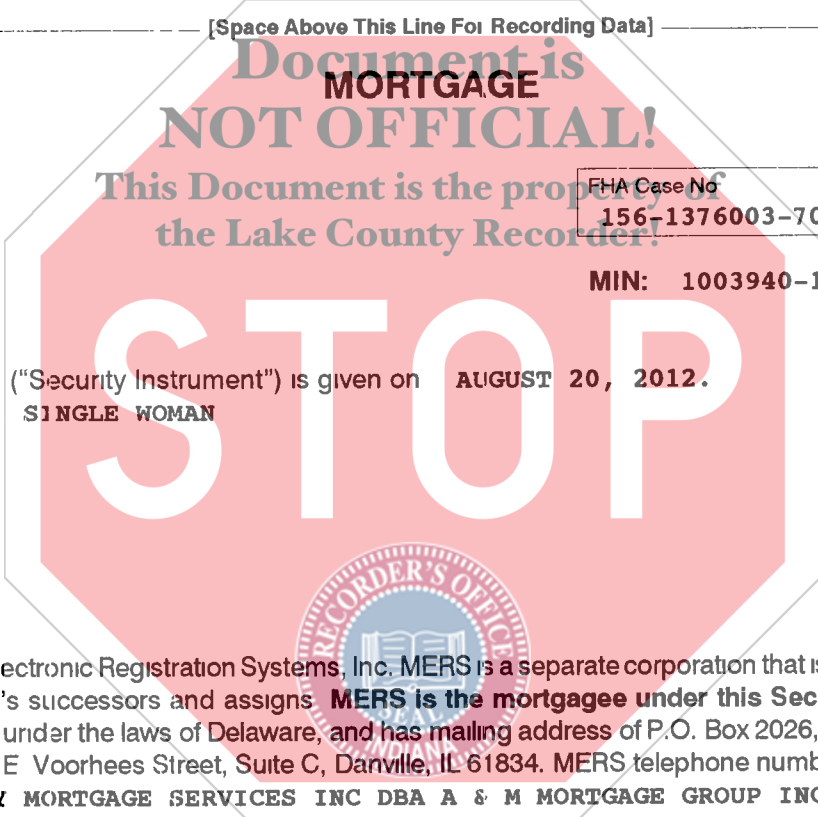 [Space Above This Line For Recording Data]
Document is
MORTGAGE
NOT OFFICIAL!
This Document is the property of
FHA Case No
156-1376003-70
the Lake County Recorder!
MIN: 1003940-1
STOP
("Security Instrument") is given on AUGUST 20, 2012.
SINGLE WOMAN
RECORDER'S OFFICE
ectronic Registration Systems, Inc. MERS is a separate corporation that is
's successors and assigns MERS is the mortgagee under this Sec
under the laws of Delaware, and has mailing address of P.O. Box 2026,
SEAL
INDIANA
E Voorhees Street, Suite C, Danville, IL 61834. MERS telephone numb
MORTGAGE SERVICES INC DBA A & M MORTGAGE GROUP INC